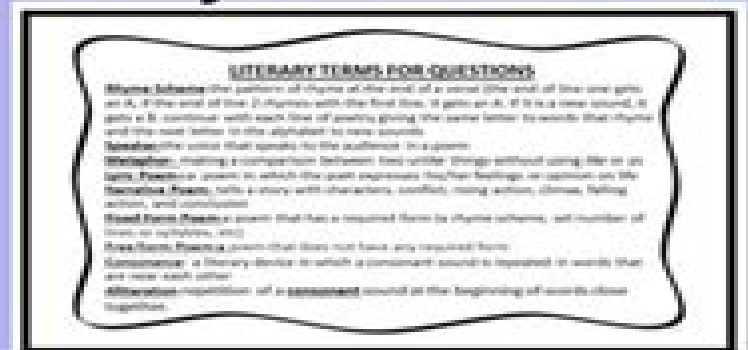 LITERARY TERMS FOR QUESTIONS
Rhyme Scheme-the pattern of rhyme at the end of a verse (the end of line one gets
an A, if the end of line 2 rhymes with the first line, it gets an A. If it is a new sound, it
gets a B. continue with each line of poetry giving the same letter to words that rhyme
and the next letter in the alphabet to new sounds
Speaker-the voice that speaks to the audience in a poem
Metaphor- making a comparison between two unlike things without using like or as
Lyric Poem-a poem in which the poet expresses his/her feelings or opinion on life
Narrative Poem- tells a story with characters, conflict, rising action, climax, falling
action, and conclusion
Fixed Form Poem-a poem that has a required form (a rhyme scheme, set number of
lines or syllables, etc)
Free Form Poem-a poem that does not have any required form
Consonance- a literary device in which a consonant sound is repeated in words that
are near each other
Alliteration-repetition of a consonant sound at the beginning of words close
together.